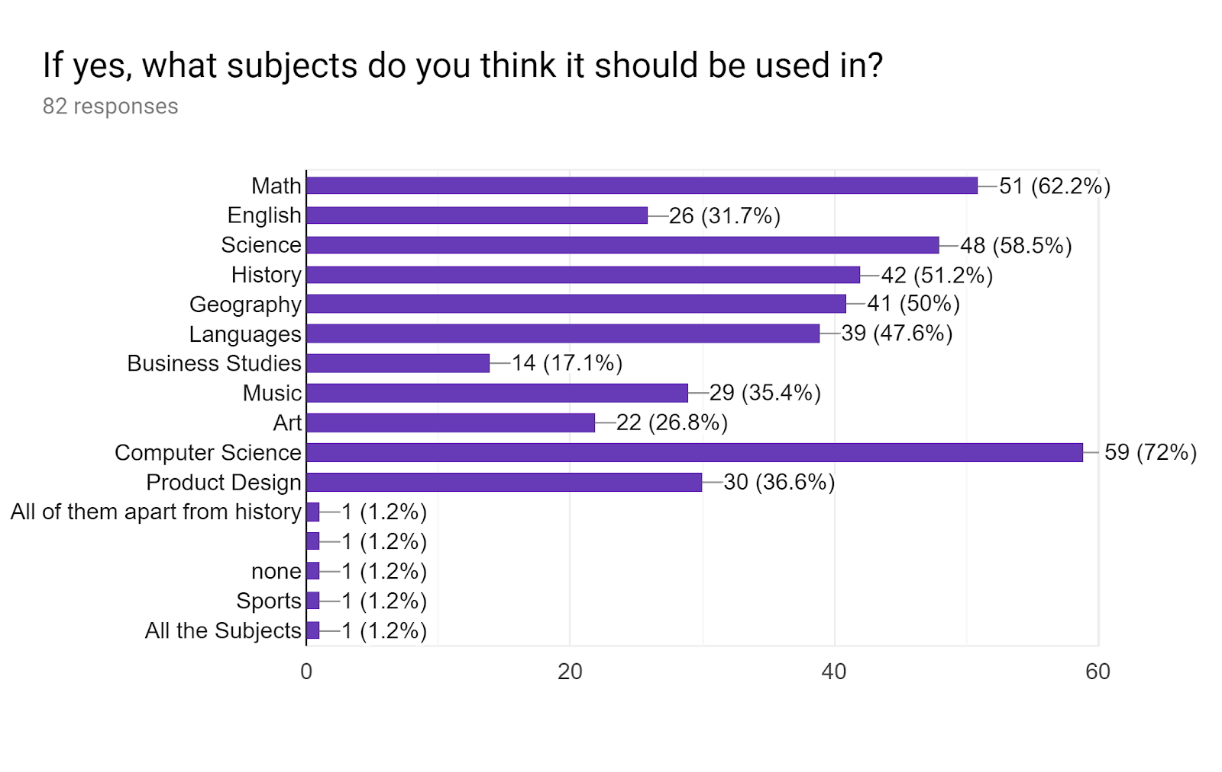 If yes, what subjects do you think it should be used in?
82 responses
Math 51 (62.2%)
English 26 (31.7%)
Science 48 (58.5%)
History 42 (51.2%)
Geography 41 (50%)
Languages 39 (47.6%)
Business Studies 14 (17.1%)
Music 29 (35.4%)
Art 22 (26.8%)
Computer Science 59 (72%)
Product Design 30 (36.6%)
All of them apart from history 1 (1.2%)
1 (1.2%)
none 1 (1.2%)
Sports 1 (1.2%)
All the Subjects 1 (1.2%)
0 20 40 60